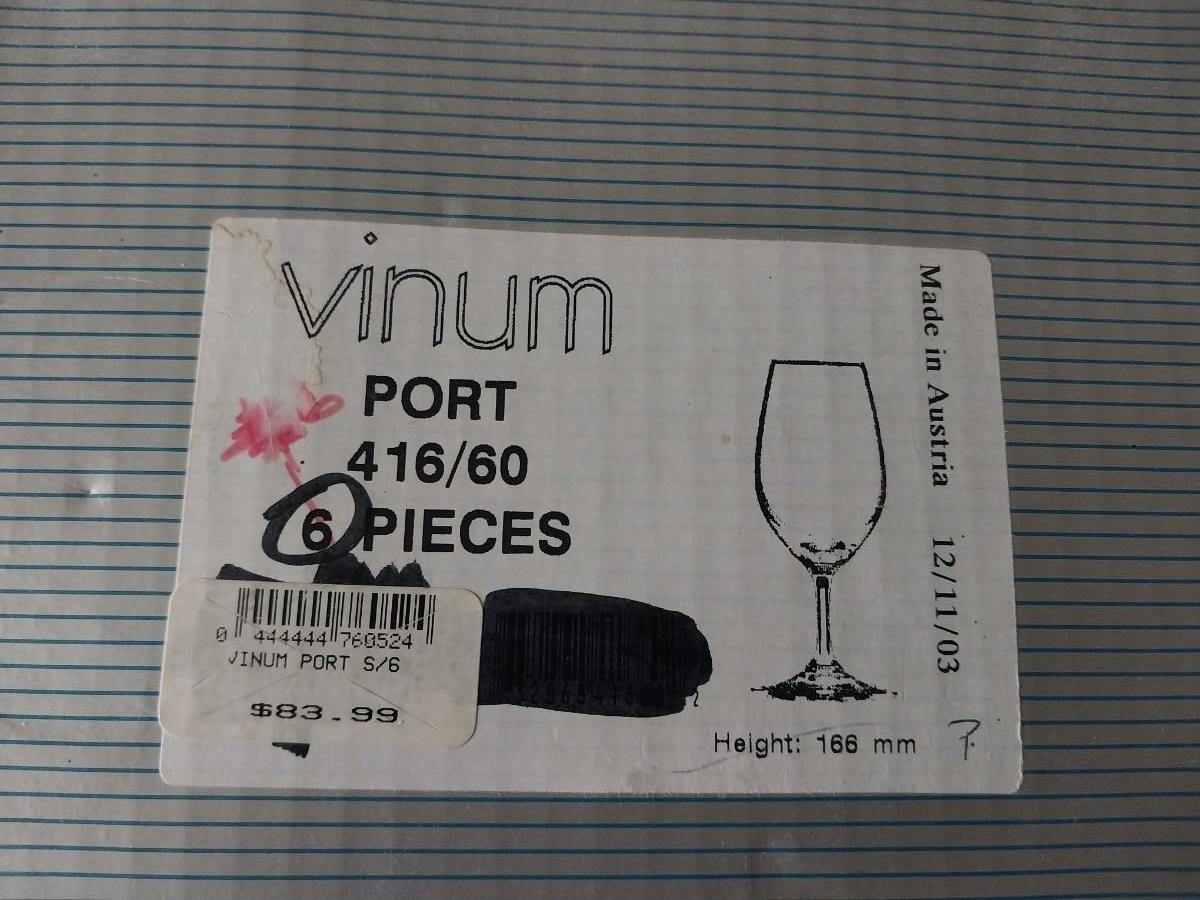 vinum
PORT
416/60
6 PIECES
0 444444 760524
VINUM PORT S/6
$83.99
Height: 166 mm
Made in Austria 12/11/03